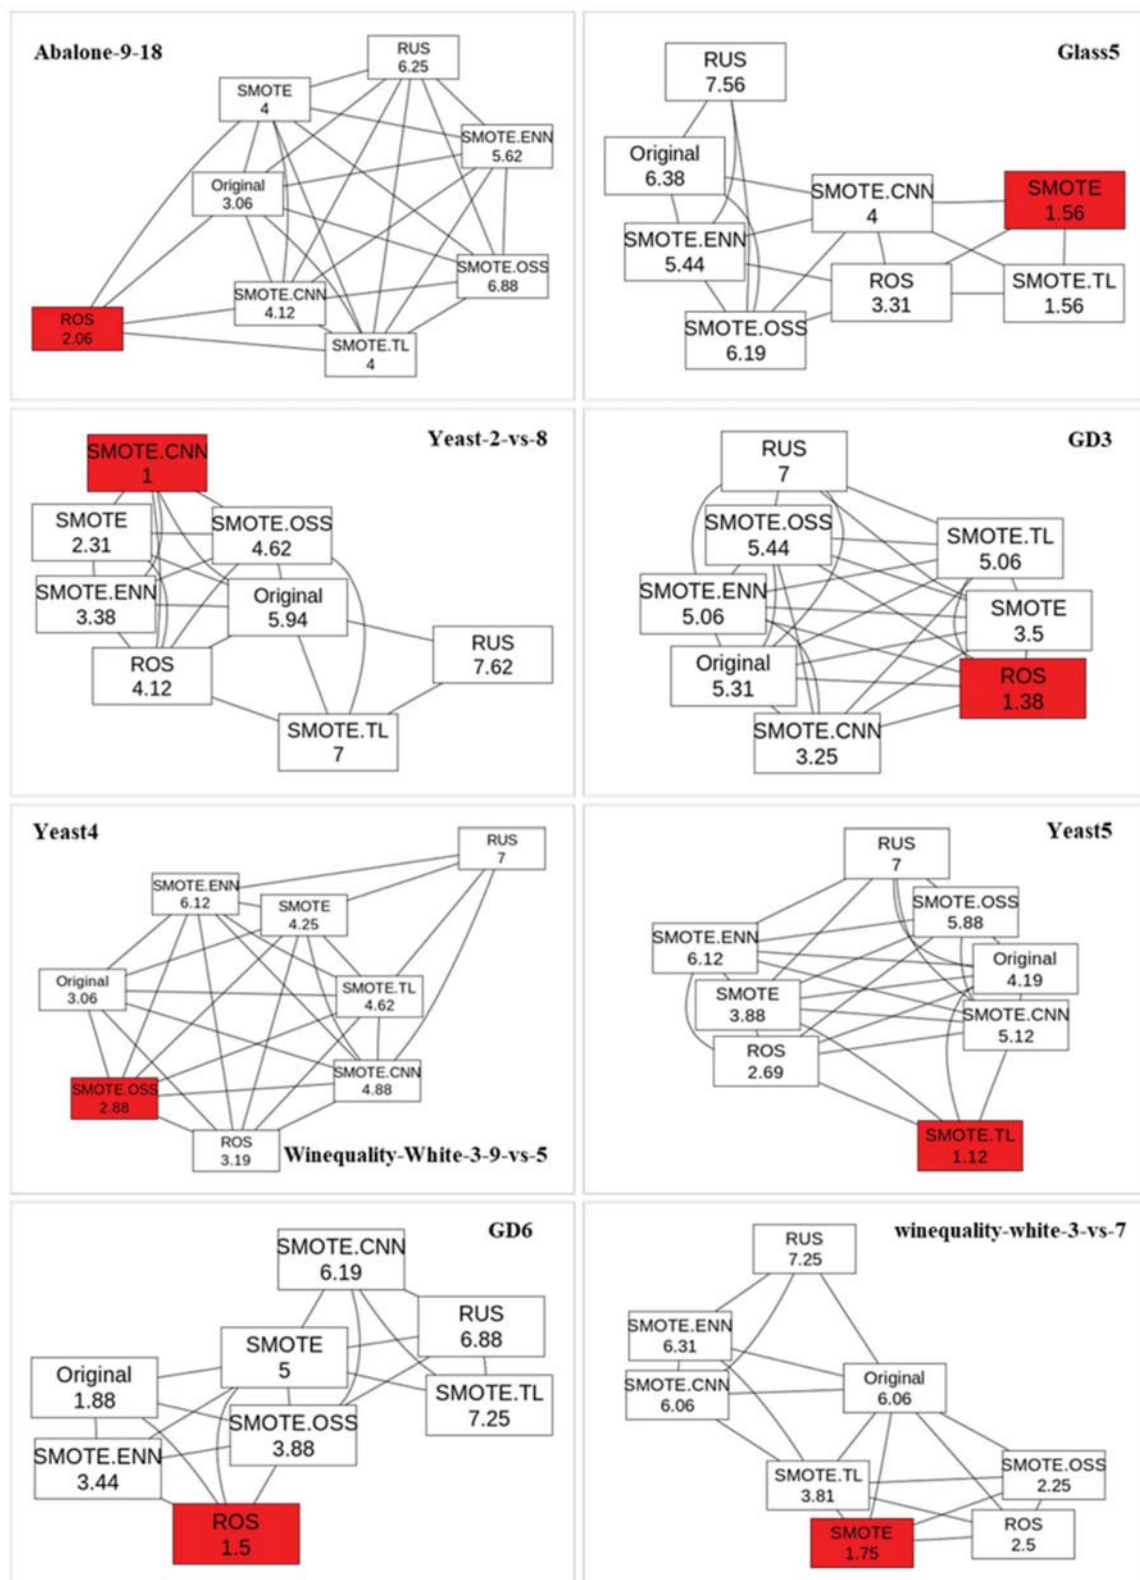 Abalone-9-18
RUS
6.25
SMOTE
4
SMOTE.ENN
5.62
Original
3.06
SMOTE.OSS
6.88
SMOTE.CNN
4.12
ROS
2.06
SMOTE.TL
4
Glass5
RUS
7.56
Original
6.38
SMOTE.CNN
4
SMOTE
1.56
SMOTE.ENN
5.44
ROS
3.31
SMOTE.TL
1.56
SMOTE.OSS
6.19
Yeast-2-vs-8
SMOTE.CNN
1
SMOTE
2.31
SMOTE.OSS
4.62
SMOTE.ENN
3.38
Original
5.94
RUS
7.62
ROS
4.12
SMOTE.TL
7
GD3
RUS
7
SMOTE.OSS
5.44
SMOTE.TL
5.06
SMOTE.ENN
5.06
SMOTE
3.5
Original
5.31
ROS
1.38
SMOTE.CNN
3.25
Yeast4
RUS
7
SMOTE.ENN
6.12
SMOTE
4.25
Original
3.06
SMOTE.TL
4.62
SMOTE.CNN
4.88
SMOTE.OSS
2.88
ROS
3.19
Winequality-White-3-9-vs-5
Yeast5
RUS
7
SMOTE.OSS
5.88
SMOTE.ENN
6.12
Original
4.19
SMOTE
3.88
SMOTE.CNN
5.12
ROS
2.69
SMOTE.TL
1.12
GD6
SMOTE.CNN
6.19
RUS
6.88
SMOTE
5
Original
1.88
SMOTE.TL
7.25
SMOTE.OSS
3.88
SMOTE.ENN
3.44
ROS
1.5
winequality-white-3-vs-7
RUS
7.25
SMOTE.ENN
6.31
Original
6.06
SMOTE.CNN
6.06
SMOTE.OSS
2.25
SMOTE.TL
3.81
ROS
2.5
SMOTE
1.75